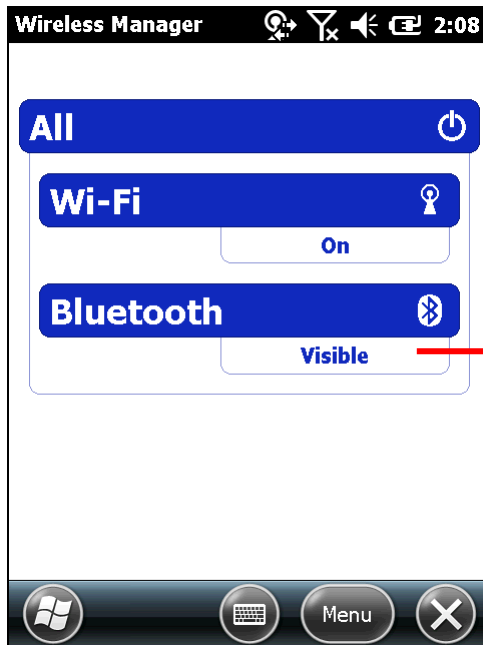 Wireless Manager 2:08
All
Wi-Fi
On
Bluetooth
Visible
Menu